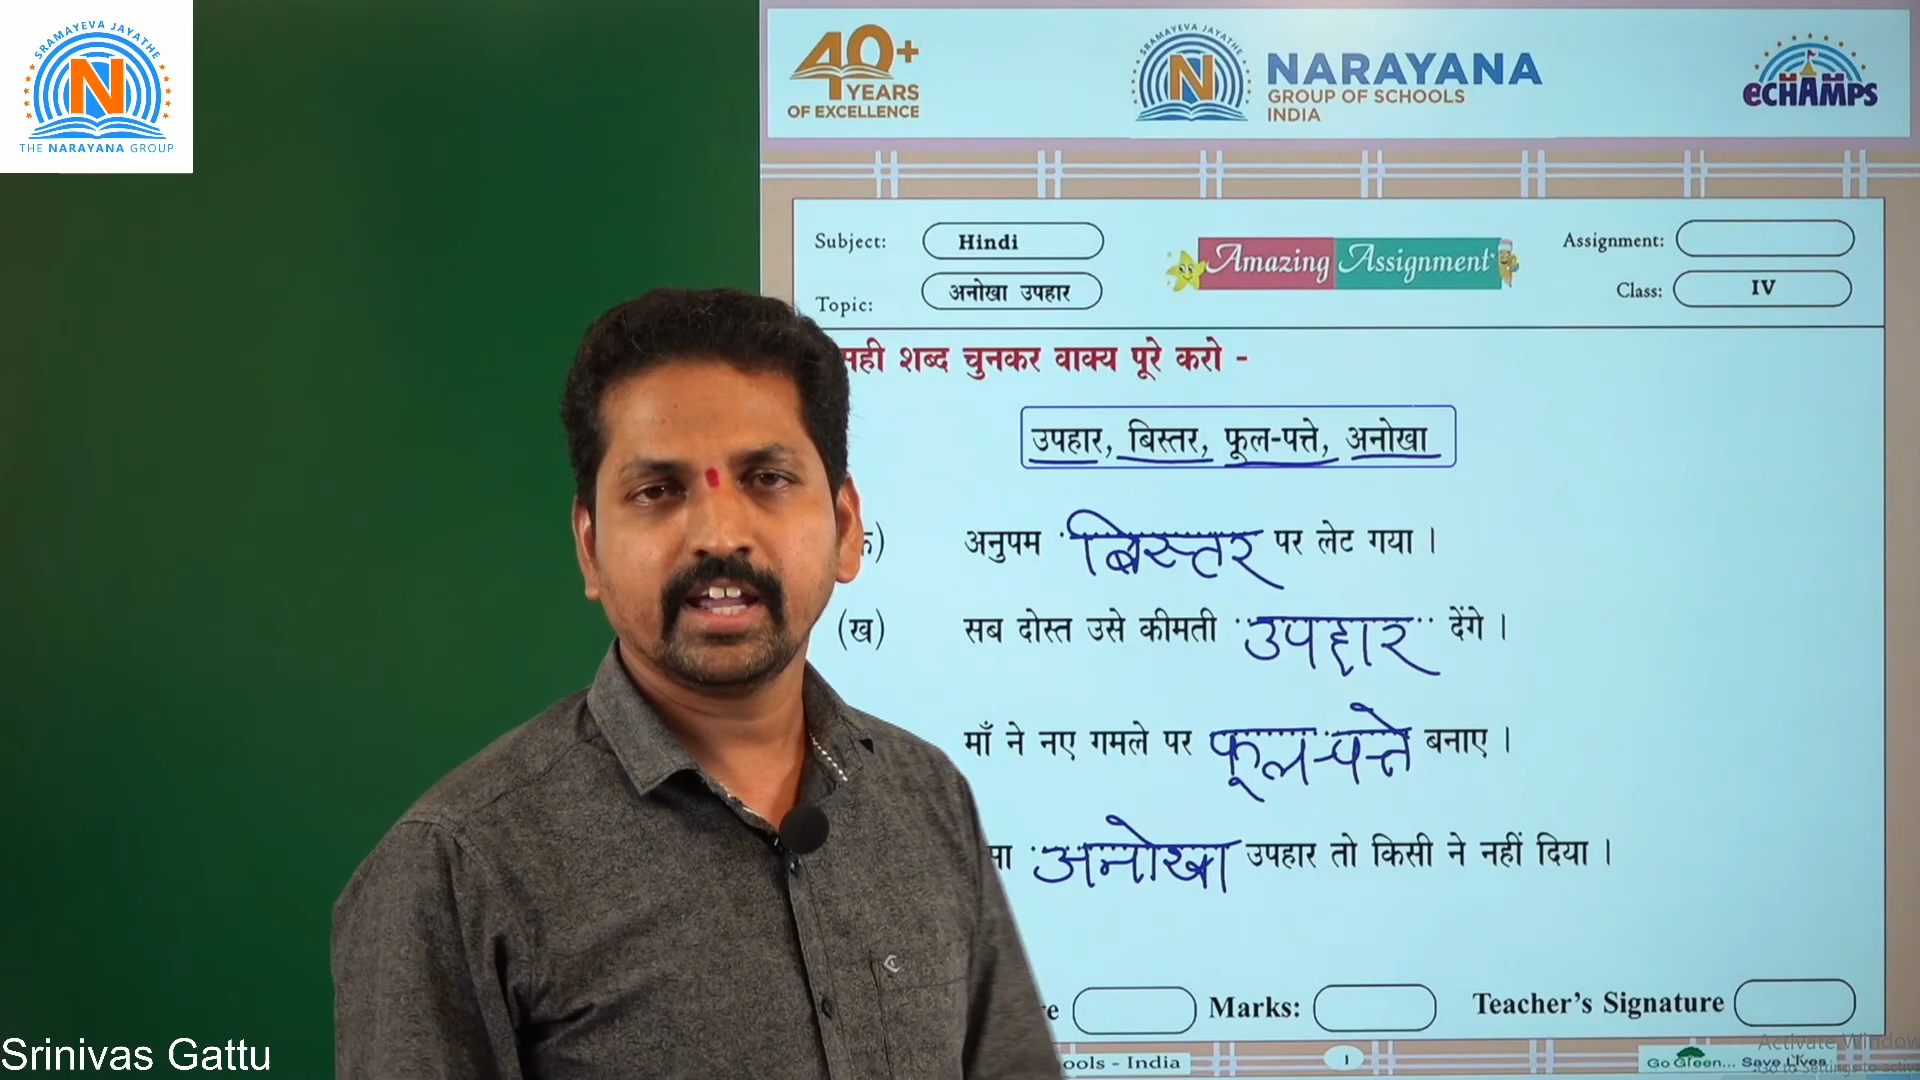 SRAMAYEVA JAYATHE
N
THE NARAYANA GROUP
40+
YEARS
OF EXCELLENCE
SRAMAYEVA JAYATHE
N
NARAYANA
GROUP OF SCHOOLS
INDIA
eCHAMPS
Subject: Hindi
Topic: अनोखा उपहार
Amazing Assignment
Assignment:
Class: IV
सही शब्द चुनकर वाक्य पूरे करो -
उपहार, बिस्तर, फूल-पत्ते, अनोखा
अनुपम बिस्तर पर लेट गया ।
(ख) सब दोस्त उसे कीमती उपहार देंगे ।
माँ ने नए गमले पर फूल-पत्ते बनाए ।
अनोखा उपहार तो किसी ने नहीं दिया ।
Marks: Teacher's Signature
ools - India
1
Go Green... Save Lives
Srinivas Gattu